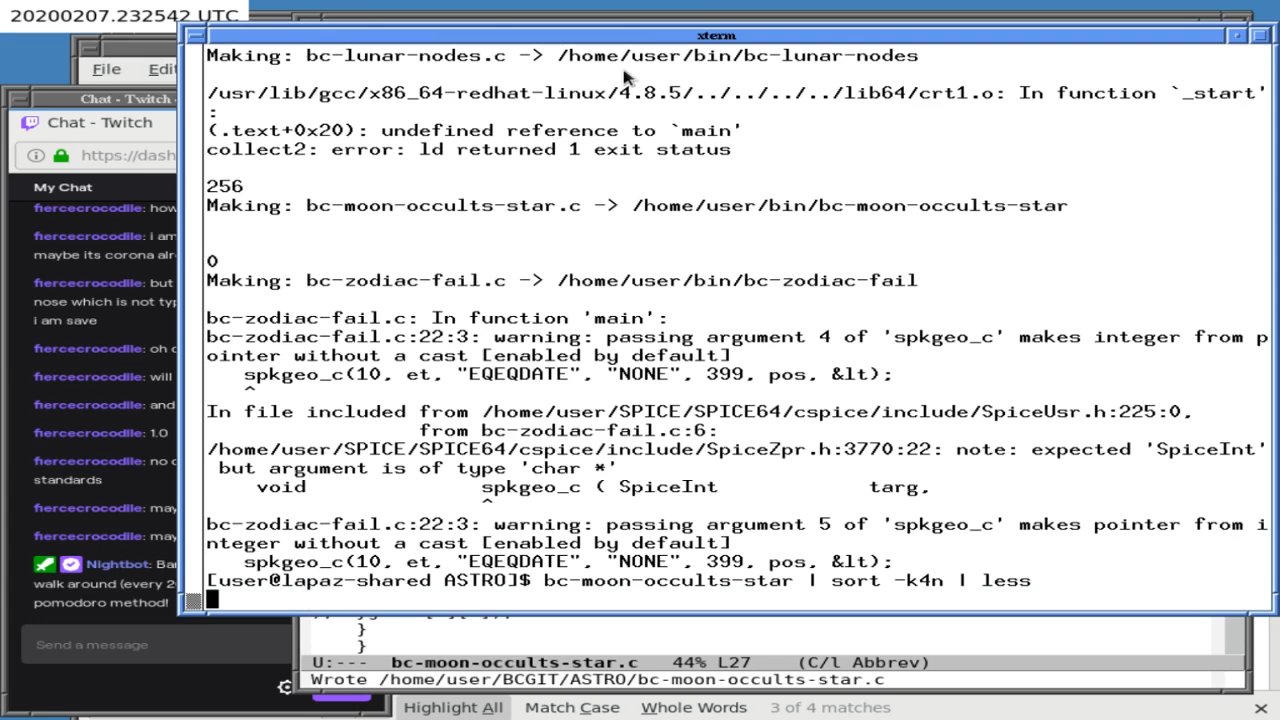 20200207.232542 UTC
xterm
File Edi
Chat - Twitch
Chat - Twitch
https://dash
My Chat
fiercecrocodile: how
fiercecrocodile: i am
maybe its corona alr
fiercecrocodile: but
nose which is not typ
i am save
fiercecrocodile: oh c
fiercecrocodile: will
fiercecrocodile: and
fiercecrocodile: 1.0
fiercecrocodile: no c
standards
fiercecrocodile: may
fiercecrocodile: may
Nightbot: Bar
walk around (every 2
pomodoro method!
Send a message
Making: bc-lunar-nodes.c -> /home/user/bin/bc-lunar-nodes
/usr/lib/gcc/x86_64-redhat-linux/4.8.5/../../../../lib64/crt1.o: In function `_start'
:
(.text+0x20): undefined reference to `main'
collect2: error: ld returned 1 exit status
256
Making: bc-moon-occults-star.c -> /home/user/bin/bc-moon-occults-star
0
Making: bc-zodiac-fail.c -> /home/user/bin/bc-zodiac-fail
bc-zodiac-fail.c: In function 'main':
bc-zodiac-fail.c:22:3: warning: passing argument 4 of 'spkgeo_c' makes integer from p
ointer without a cast [enabled by default]
spkgeo_c(10, et, "EQEQDATE", "NONE", 399, pos, &lt);
^
In file included from /home/user/SPICE/SPICE64/cspice/include/SpiceUsr.h:225:0,
from bc-zodiac-fail.c:6:
/home/user/SPICE/SPICE64/cspice/include/SpiceZpr.h:3770:22: note: expected 'SpiceInt'
but argument is of type 'char *'
void spkgeo_c ( SpiceInt targ,
^
bc-zodiac-fail.c:22:3: warning: passing argument 5 of 'spkgeo_c' makes pointer from i
nteger without a cast [enabled by default]
spkgeo_c(10, et, "EQEQDATE", "NONE", 399, pos, &lt);
[user@lapaz-shared ASTRO]$ bc-moon-occults-star | sort -k4n | less
}
}
U:--- bc-moon-occults-star.c 44% L27 (C/l Abbrev)
Wrote /home/user/BCGIT/ASTRO/bc-moon-occults-star.c
Highlight All Match Case Whole Words 3 of 4 matches